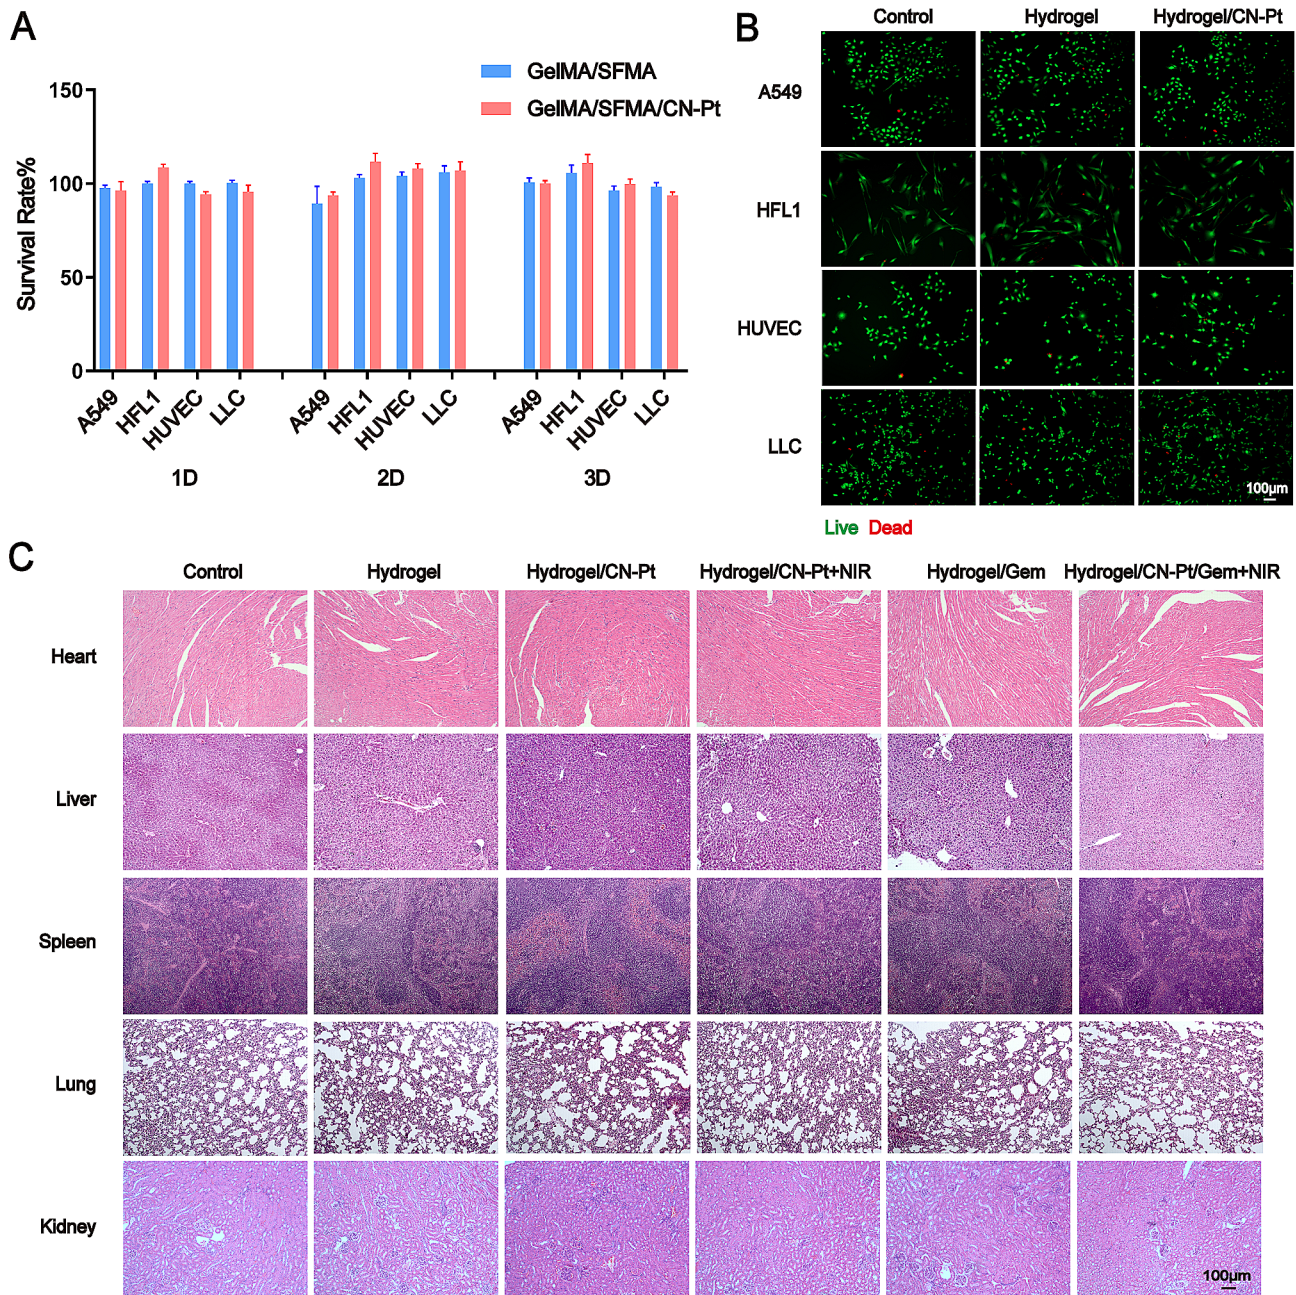 A
GelMA/SFMA
GelMA/SFMA/CN-Pt
Survival Rate%
150
100
50
0
A549 HFL1 HUVEC LLC A549 HFL1 HUVEC LLC A549 HFL1 HUVEC LLC
1D 2D 3D
B
Control Hydrogel Hydrogel/CN-Pt
A549
HFL1
HUVEC
LLC
100μm
Live Dead
C
Control Hydrogel Hydrogel/CN-Pt Hydrogel/CN-Pt+NIR Hydrogel/Gem Hydrogel/CN-Pt/Gem+NIR
Heart
Liver
Spleen
Lung
Kidney
100μm